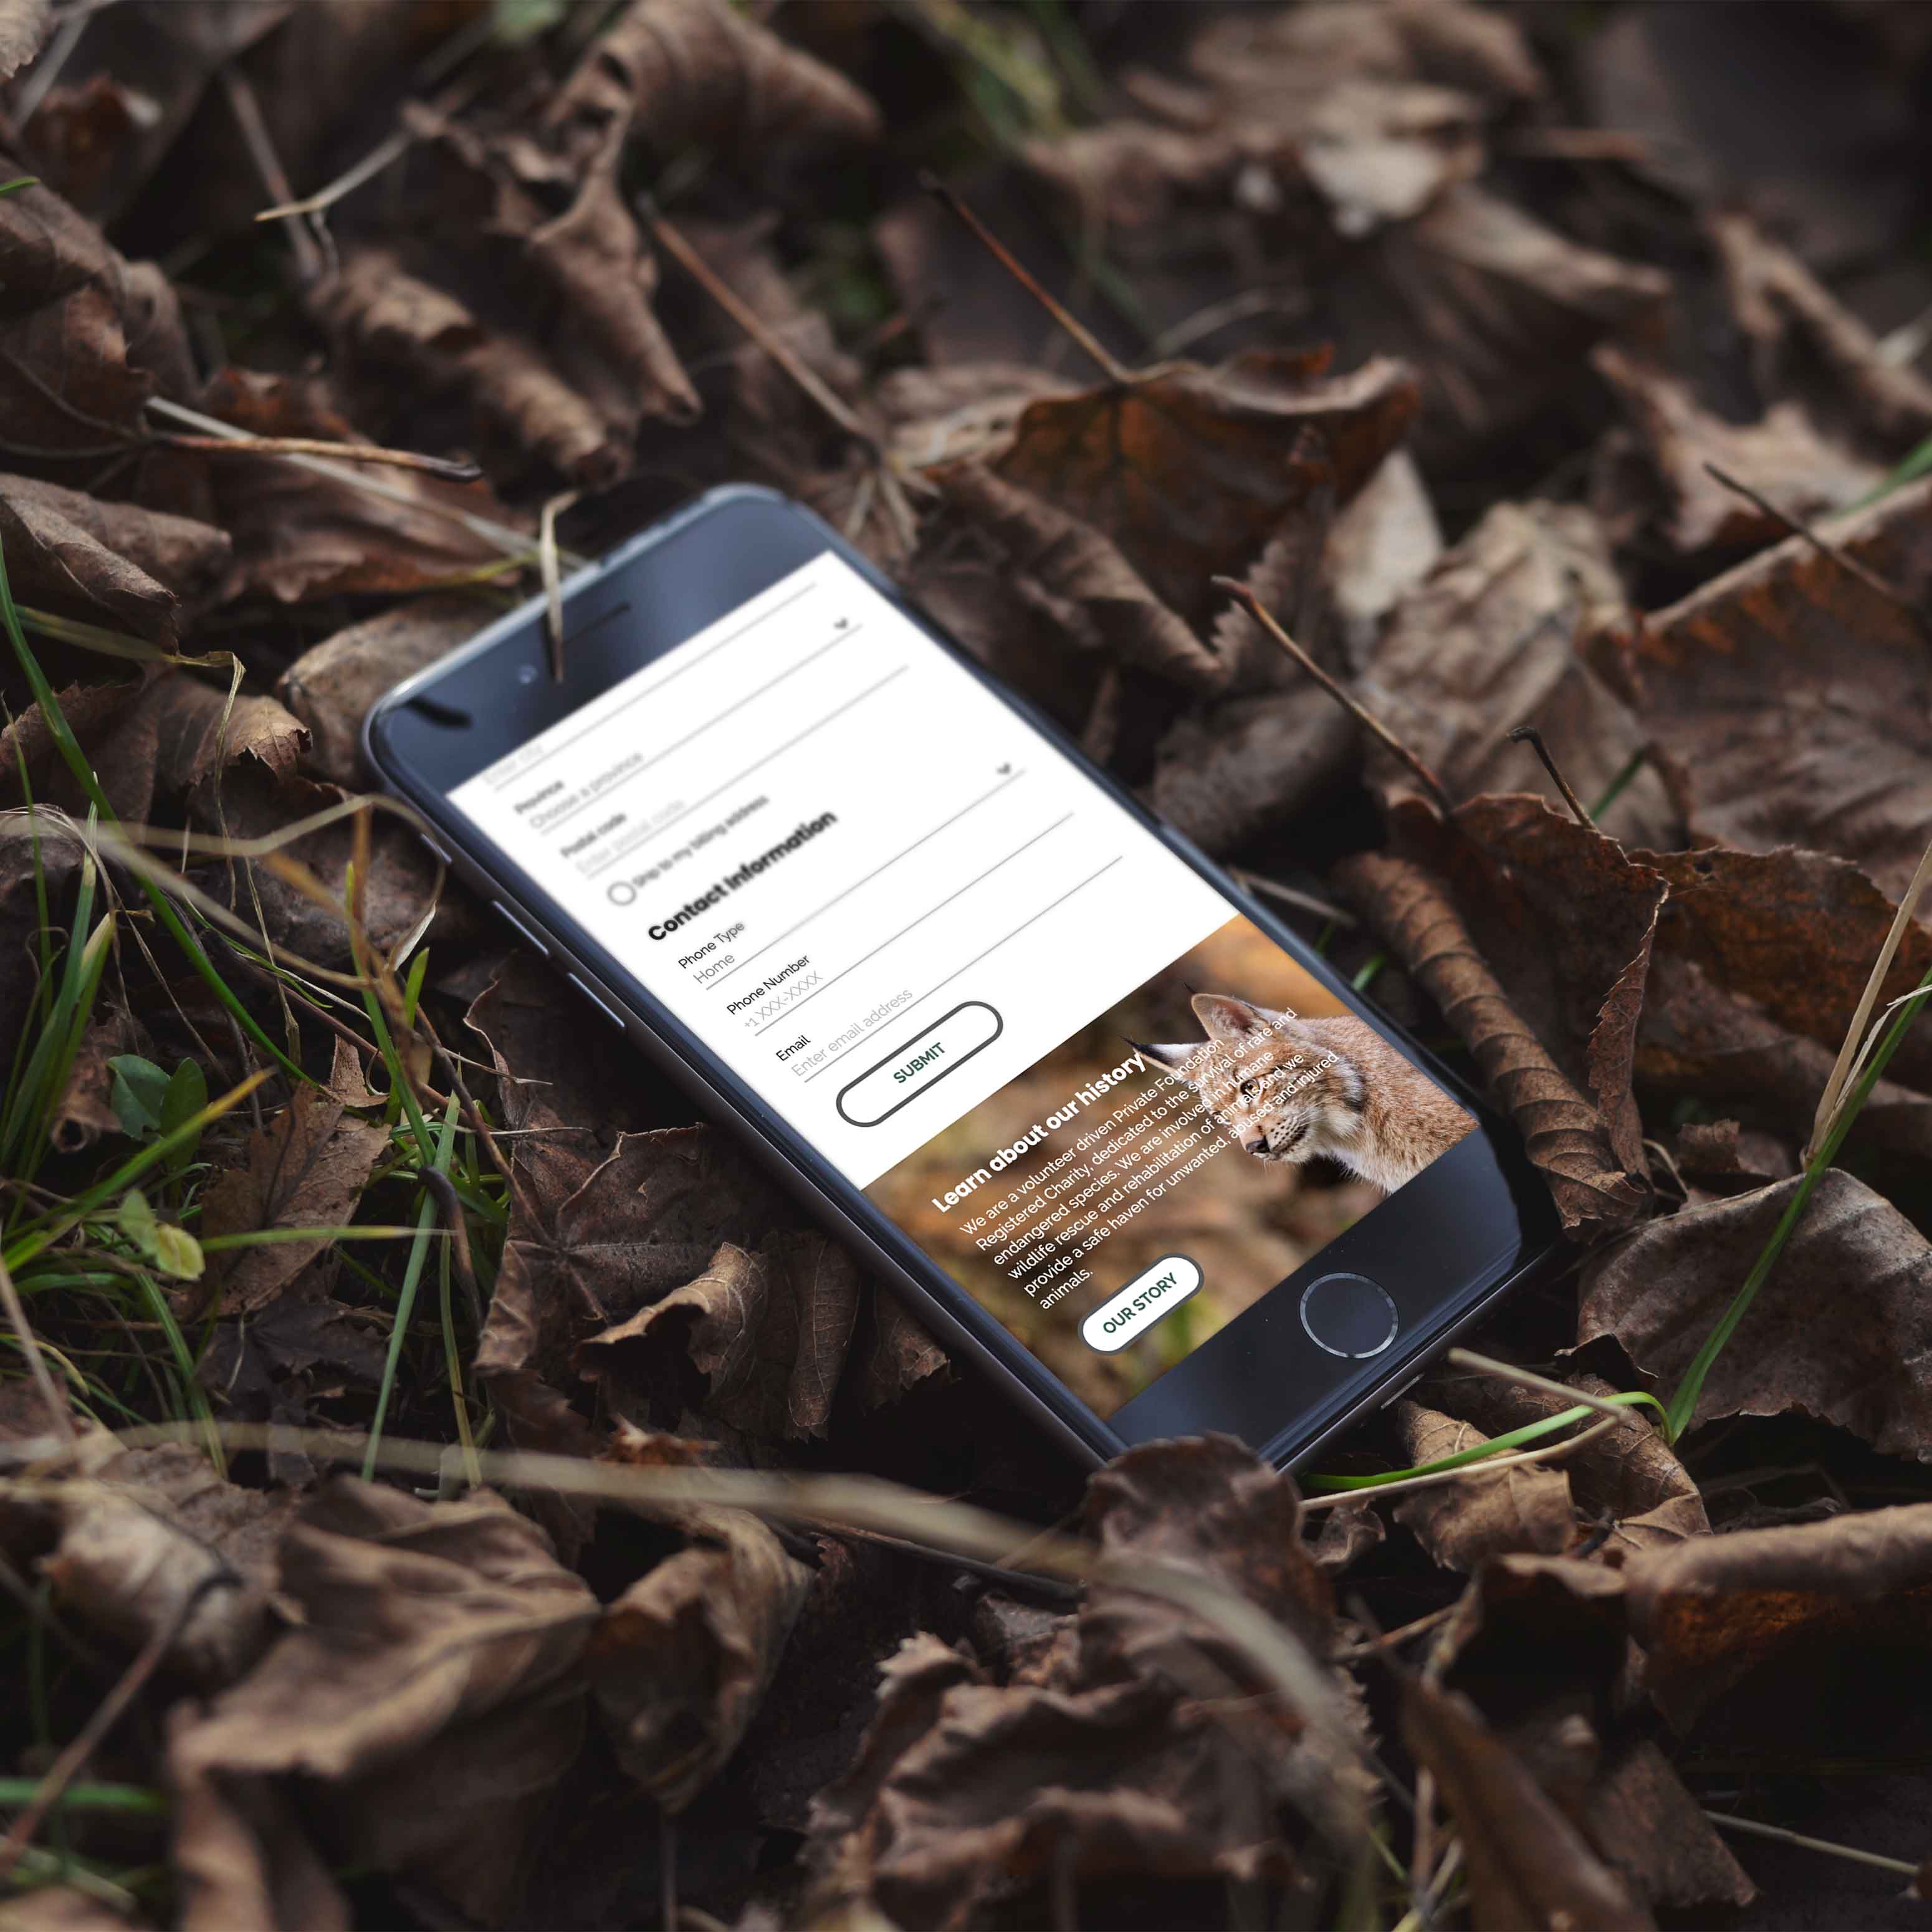 Enter city
Province
Choose a province
Postal code
Enter postal code
Ship to my billing address
Contact Information
Phone Type
Home
Phone Number
+1 XXX-XXXX
Email
Enter email address
SUBMIT
Learn about our history
We are a volunteer driven Private Foundation
Registered Charity, dedicated to the survival of rare and
endangered species. We are involved in humane
wildlife rescue and rehabilitation of animals and we
provide a safe haven for unwanted, abused and injured
animals.
OUR STORY